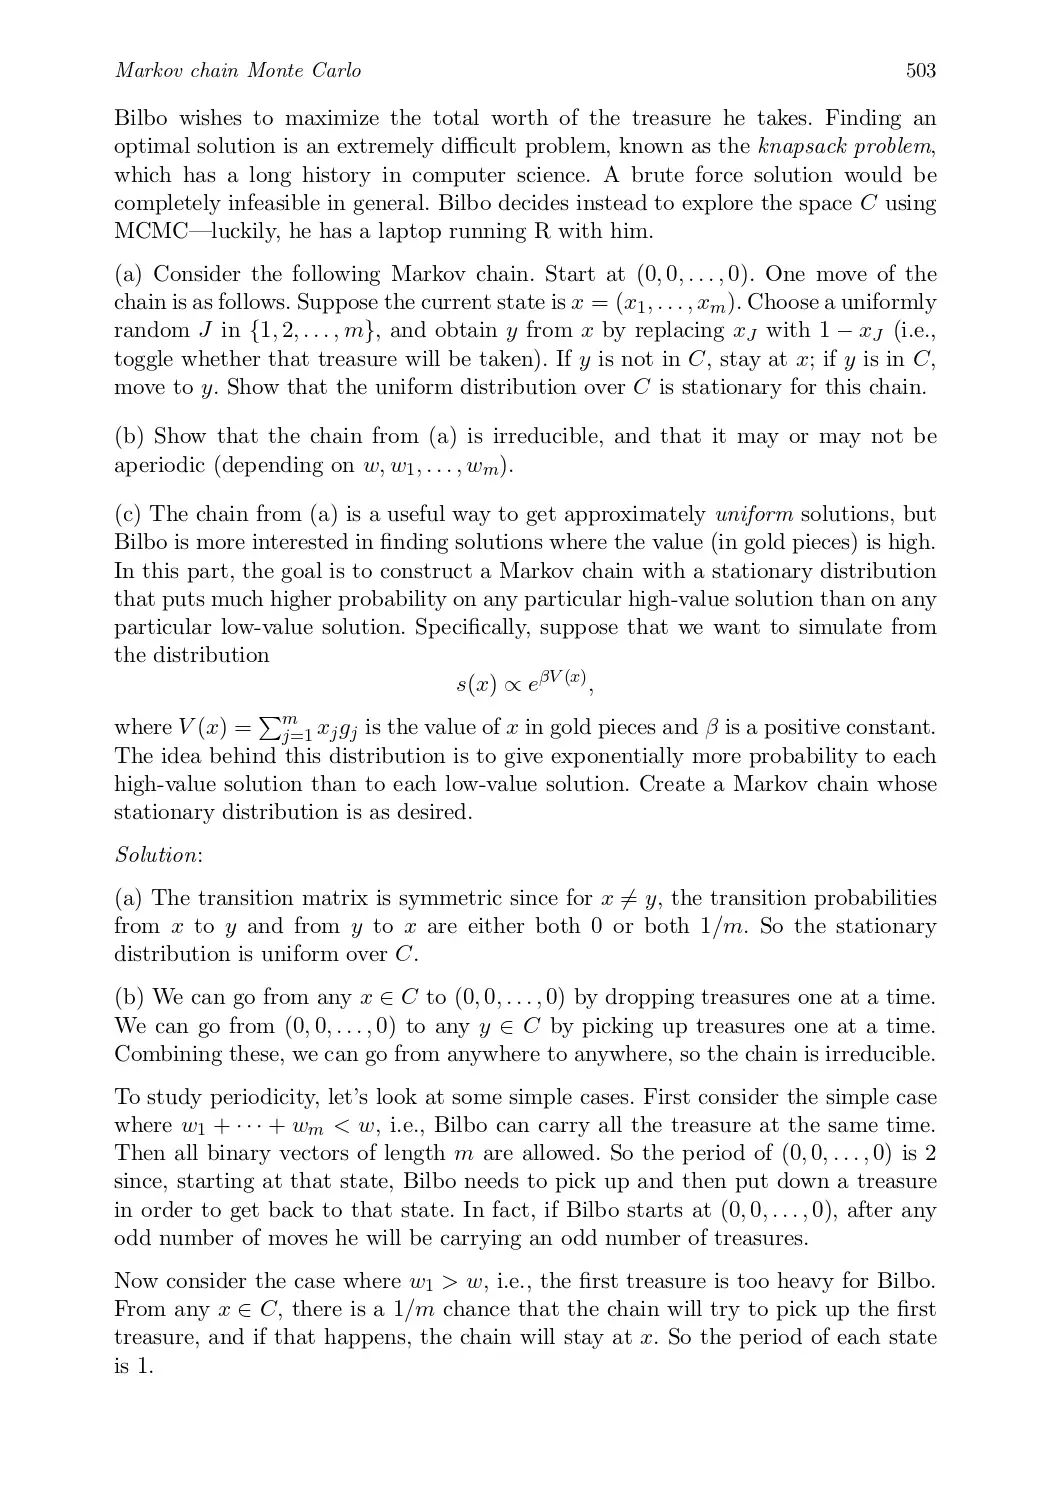 Markov chain Monte Carlo 503
Bilbo wishes to maximize the total worth of the treasure he takes. Finding an
optimal solution is an extremely difficult problem, known as the knapsack problem,
which has a long history in computer science. A brute force solution would be
completely infeasible in general. Bilbo decides instead to explore the space C using
MCMC—luckily, he has a laptop running R with him.
(a) Consider the following Markov chain. Start at (0, 0, . . . , 0). One move of the
chain is as follows. Suppose the current state is x = (x₁, . . . , xₘ). Choose a uniformly
random J in {1, 2, . . . , m}, and obtain y from x by replacing x_J with 1 − x_J (i.e.,
toggle whether that treasure will be taken). If y is not in C, stay at x; if y is in C,
move to y. Show that the uniform distribution over C is stationary for this chain.
(b) Show that the chain from (a) is irreducible, and that it may or may not be
aperiodic (depending on w, w₁, . . . , wₘ).
(c) The chain from (a) is a useful way to get approximately uniform solutions, but
Bilbo is more interested in finding solutions where the value (in gold pieces) is high.
In this part, the goal is to construct a Markov chain with a stationary distribution
that puts much higher probability on any particular high-value solution than on any
particular low-value solution. Specifically, suppose that we want to simulate from
the distribution
s(x) ∝ e^{βV(x)},
where V(x) = ∑_{j=1}^{m} x_j g_j is the value of x in gold pieces and β is a positive constant.
The idea behind this distribution is to give exponentially more probability to each
high-value solution than to each low-value solution. Create a Markov chain whose
stationary distribution is as desired.
Solution:
(a) The transition matrix is symmetric since for x ≠ y, the transition probabilities
from x to y and from y to x are either both 0 or both 1/m. So the stationary
distribution is uniform over C.
(b) We can go from any x ∈ C to (0, 0, . . . , 0) by dropping treasures one at a time.
We can go from (0, 0, . . . , 0) to any y ∈ C by picking up treasures one at a time.
Combining these, we can go from anywhere to anywhere, so the chain is irreducible.
To study periodicity, let's look at some simple cases. First consider the simple case
where w₁ + · · · + wₘ < w, i.e., Bilbo can carry all the treasure at the same time.
Then all binary vectors of length m are allowed. So the period of (0, 0, . . . , 0) is 2
since, starting at that state, Bilbo needs to pick up and then put down a treasure
in order to get back to that state. In fact, if Bilbo starts at (0, 0, . . . , 0), after any
odd number of moves he will be carrying an odd number of treasures.
Now consider the case where w₁ > w, i.e., the first treasure is too heavy for Bilbo.
From any x ∈ C, there is a 1/m chance that the chain will try to pick up the first
treasure, and if that happens, the chain will stay at x. So the period of each state
is 1.